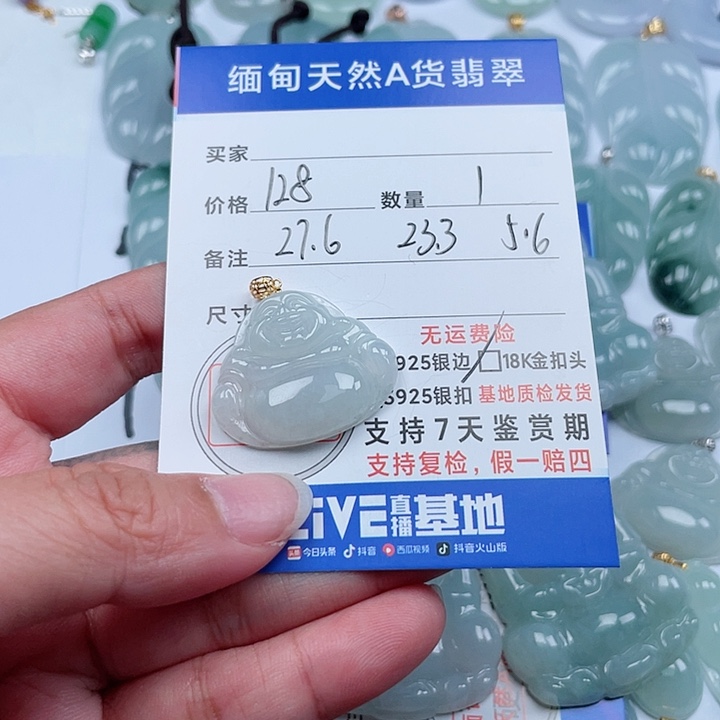 缅甸天然A货翡翠
买家
价格 128 数量 1
备注 27.6 23.3 5.6
尺寸
无运费险
925银边 18K金扣头
S925银扣 基地质检发货
支持7天鉴赏期
支持复检,假一赔四
LIVE直播基地
今日头条 抖音 西瓜视频 抖音火山版